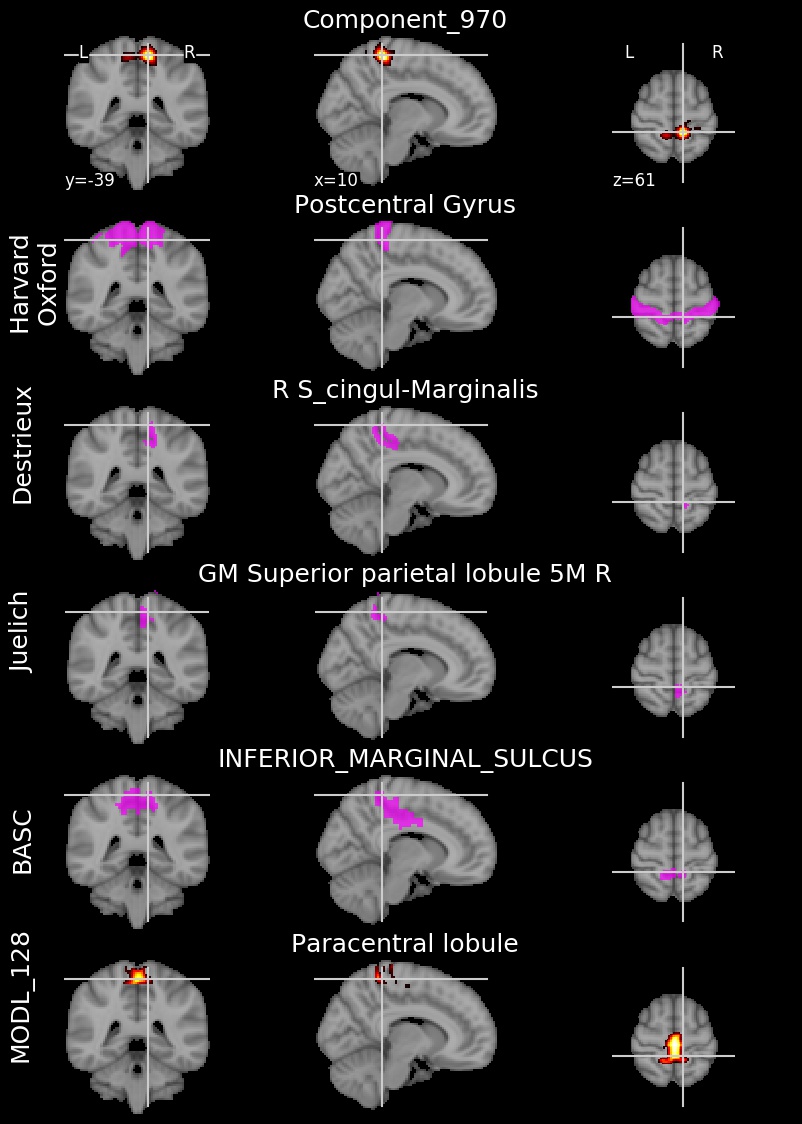 Component_970
L R
L R
y=-39
x=10
z=61
Postcentral Gyrus
Harvard
Oxford
R S_cingul-Marginalis
Destrieux
GM Superior parietal lobule 5M R
Juelich
INFERIOR_MARGINAL_SULCUS
BASC
Paracentral lobule
MODL_128